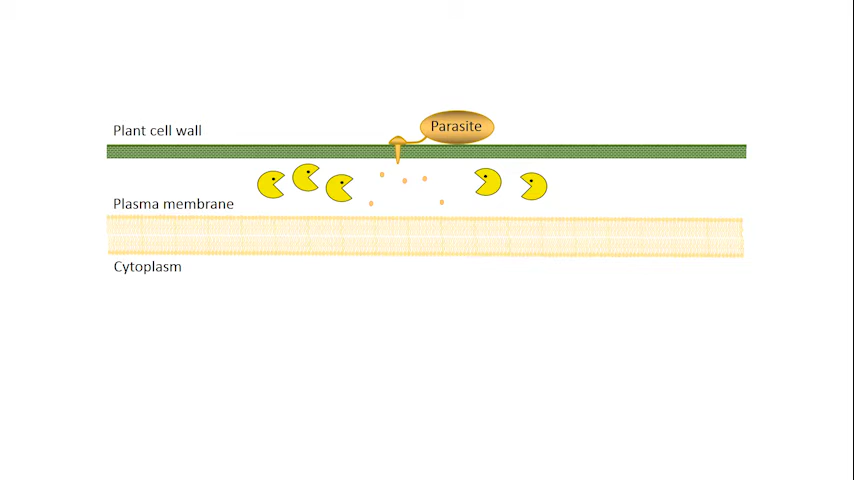 Parasite
Plant cell wall
Plasma membrane
Cytoplasm